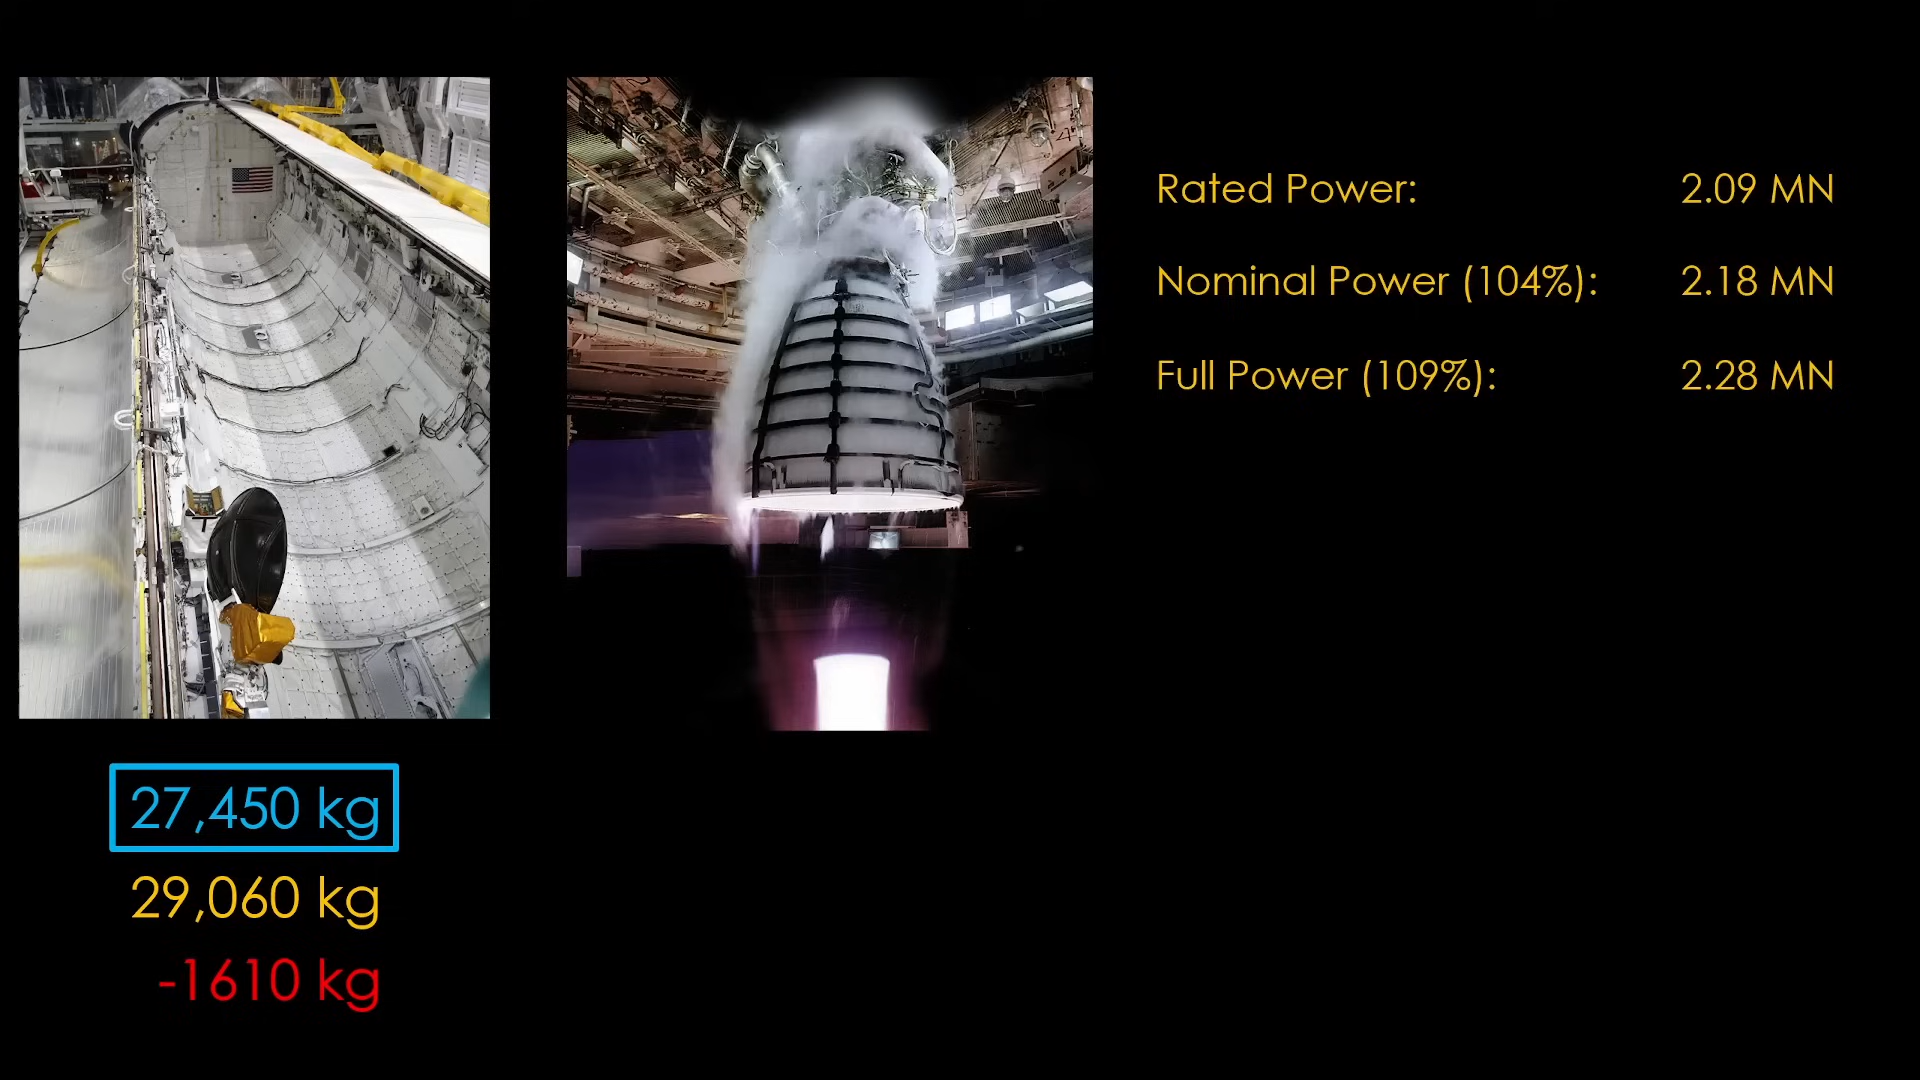 Rated Power: 2.09 MN
Nominal Power (104%): 2.18 MN
Full Power (109%): 2.28 MN
27,450 kg
29,060 kg
-1610 kg